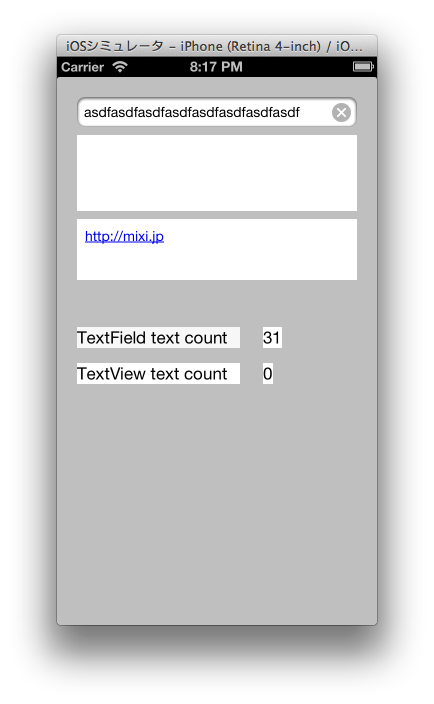 iOSシミュレータ – iPhone (Retina 4-inch) / iO...
Carrier 8:17 PM
asdfasdfasdfasdfasdfasdfasdfasdf
http://mixi.jp
TextField text count 31
TextView text count 0